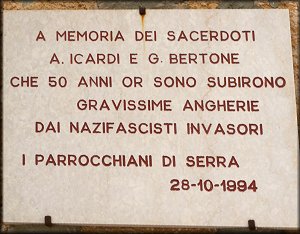 A MEMORIA DEI SACERDOTI
A. ICARDI E G. BERTONE
CHE 50 ANNI OR SONO SUBIRONO
GRAVISSIME ANGHERIE
DAI NAZIFASCISTI INVASORI
I PARROCCHIANI DI SERRA
28-10-1994